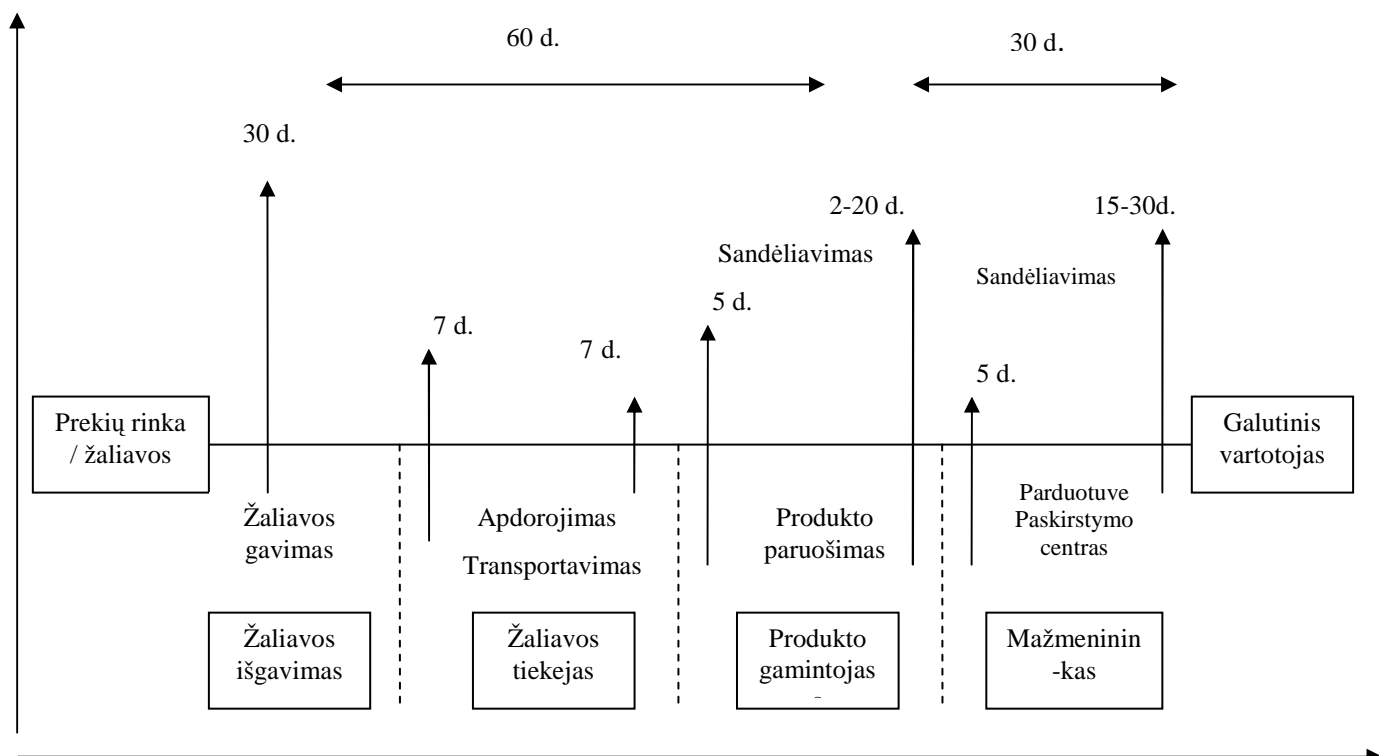 60 d.
30 d.
30 d.
2-20 d.
15-30d.
Sandėliavimas
Sandėliavimas
5 d.
7 d.
7 d.
5 d.
Prekių rinka
/ žaliavos
Galutinis
vartotojas
Žaliavos
gavimas
Apdorojimas
Transportavimas
Produkto
paruošimas
Parduotuve
Paskirstymo
centras
Žaliavos
išgavimas
Žaliavos
tiekejas
Produkto
gamintojas
Mažmeninin
-kas